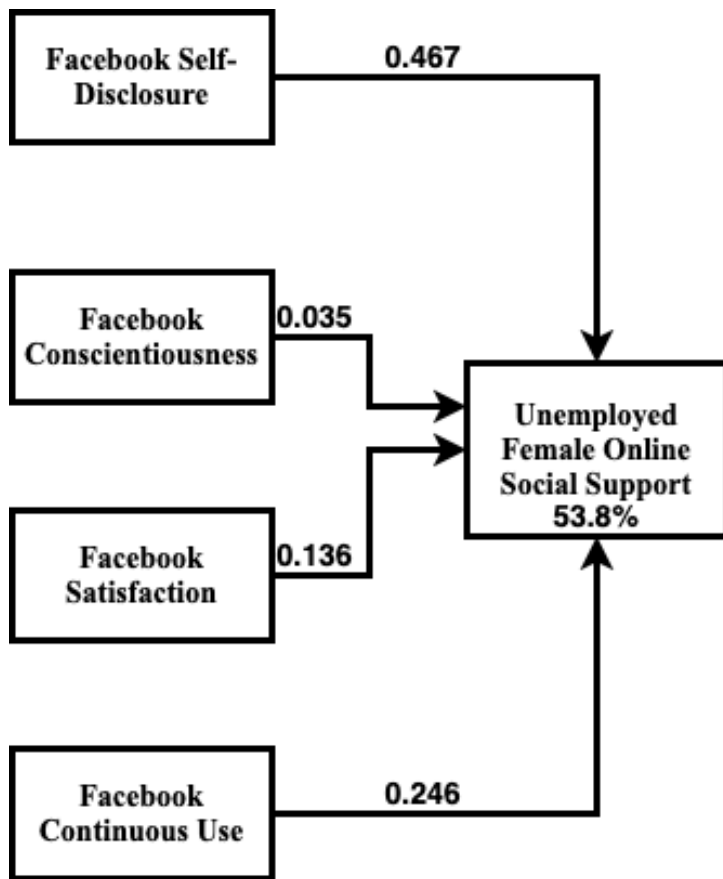 Facebook Self-
Disclosure
0.467
Facebook
Conscientiousness
0.035
Unemployed
Female Online
Social Support
53.8%
Facebook
Satisfaction
0.136
Facebook
Continuous Use
0.246